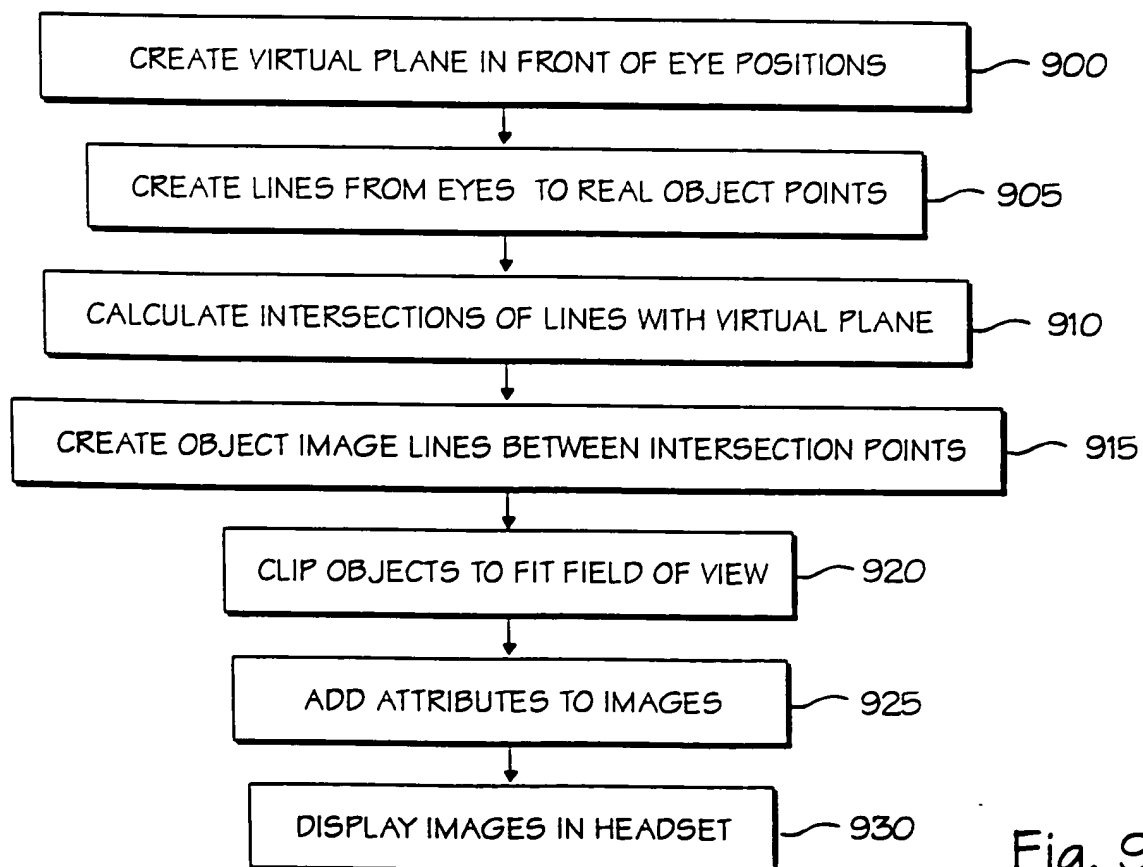 CREATE VIRTUAL PLANE IN FRONT OF EYE POSITIONS 900
CREATE LINES FROM EYES TO REAL OBJECT POINTS 905
CALCULATE INTERSECTIONS OF LINES WITH VIRTUAL PLANE 910
CREATE OBJECT IMAGE LINES BETWEEN INTERSECTION POINTS 915
CLIP OBJECTS TO FIT FIELD OF VIEW 920
ADD ATTRIBUTES TO IMAGES 925
DISPLAY IMAGES IN HEADSET 930
Fig. 9